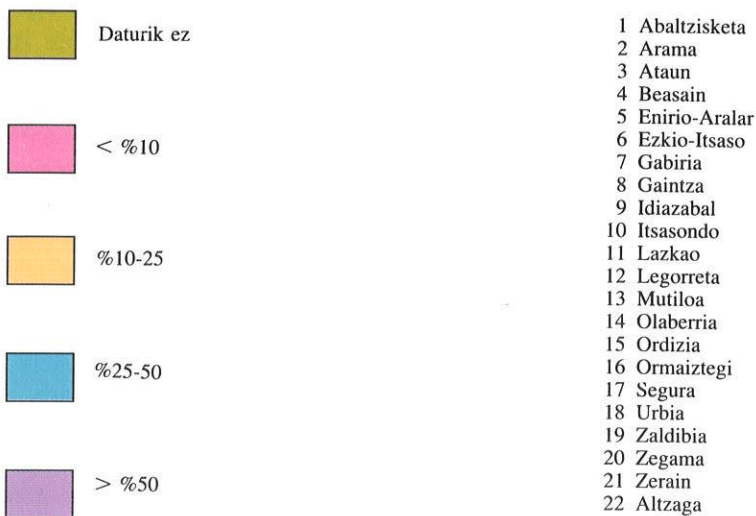 Daturik ez
< %10
%10-25
%25-50
> %50
1 Abaltzisketa
2 Arama
3 Ataun
4 Beasain
5 Enirio-Aralar
6 Ezkio-Itsaso
7 Gabiria
8 Gaintza
9 Idiazabal
10 Itsasondo
11 Lazkao
12 Legorreta
13 Mutiloa
14 Olaberria
15 Ordizia
16 Ormaiztegi
17 Segura
18 Urbia
19 Zaldibia
20 Zegama
21 Zerain
22 Altzaga